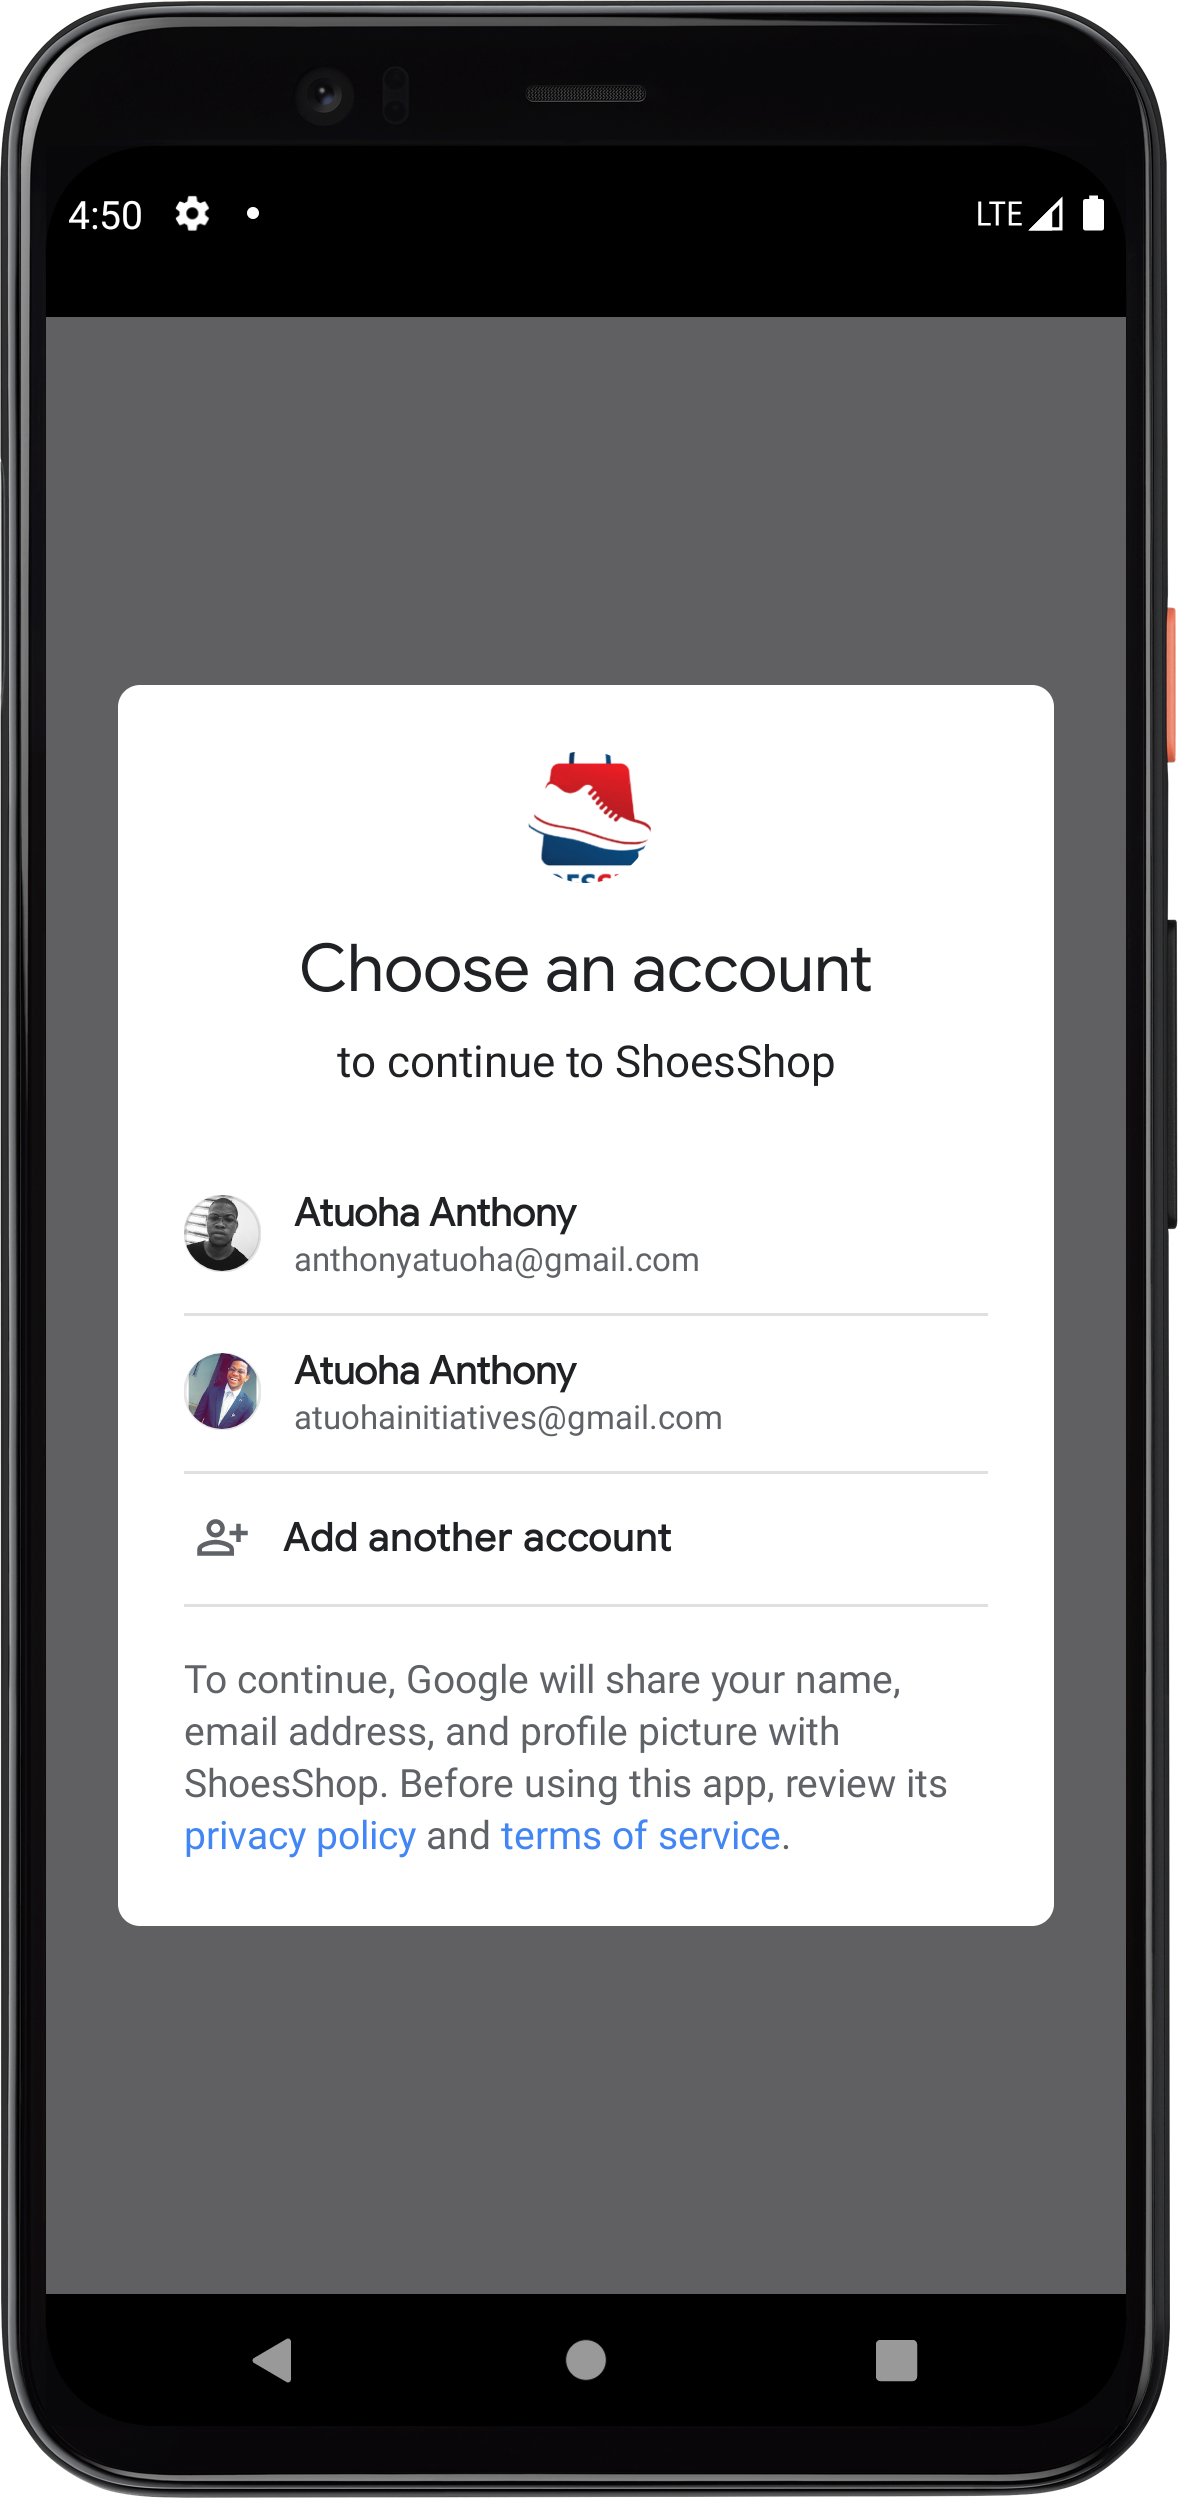 4:50
LTE
Choose an account
to continue to ShoesShop
Atuoha Anthony
anthonyatuoha@gmail.com
Atuoha Anthony
atuohainitiatives@gmail.com
Add another account
To continue, Google will share your name,
email address, and profile picture with
ShoesShop. Before using this app, review its
privacy policy and terms of service.